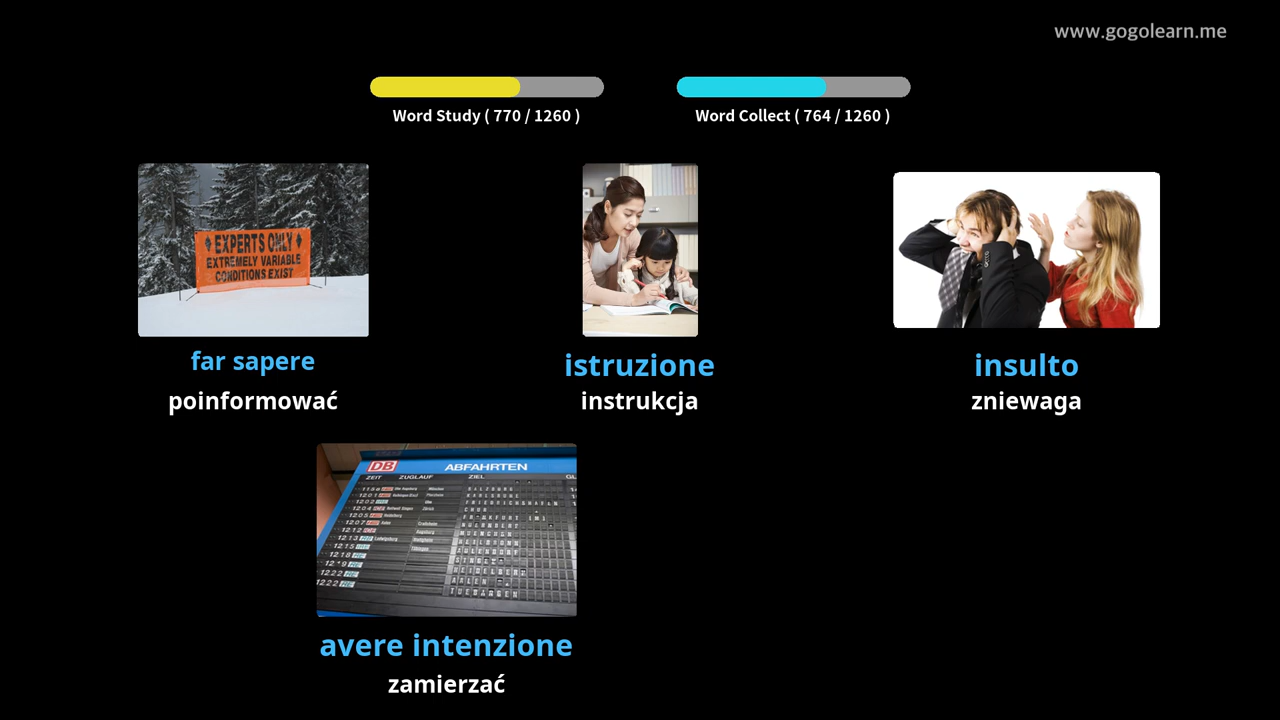 www.gogolearn.me
Word Study ( 770 / 1260 )
Word Collect ( 764 / 1260 )
EXPERTS ONLY
EXTREMELY VARIABLE
CONDITIONS EXIST
far sapere
poinformować
istruzione
instrukcja
insulto
zniewaga
DB ABFAHRTEN
ZEIT ZUGLAUF ZIEL
avere intenzione
zamierzać